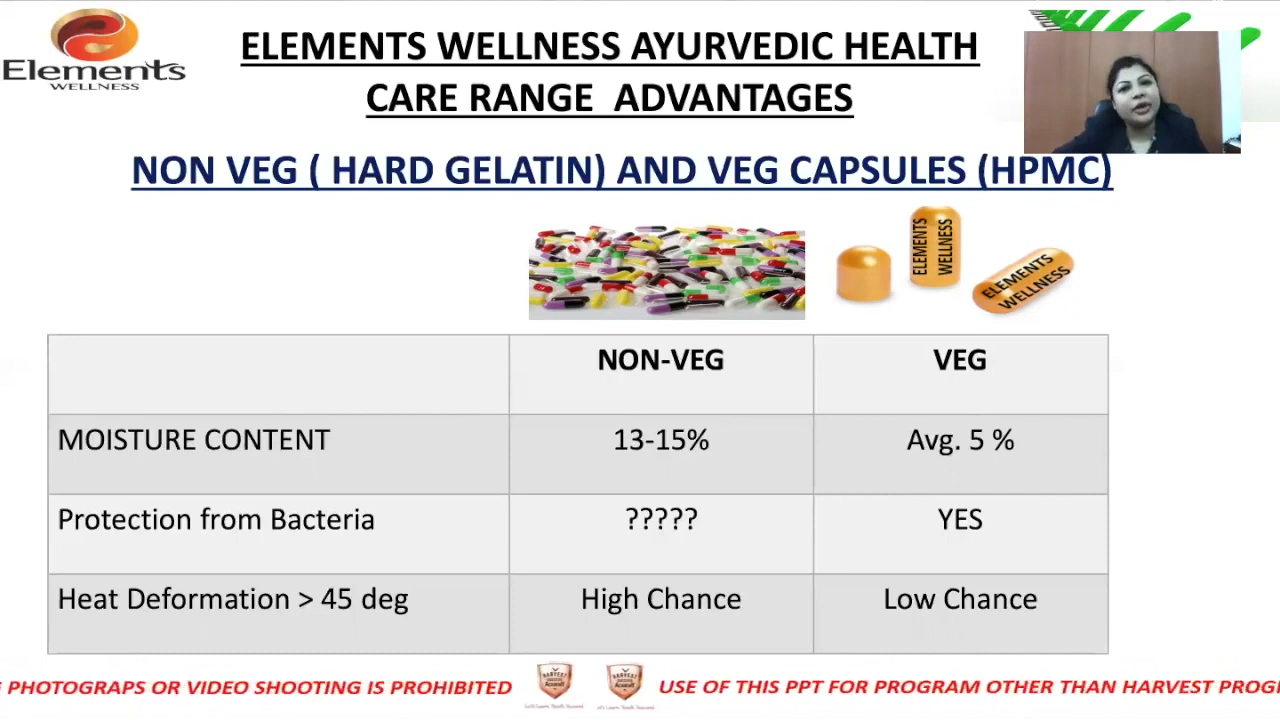 Elements
WELLNESS
ELEMENTS WELLNESS AYURVEDIC HEALTH
CARE RANGE ADVANTAGES
NON VEG ( HARD GELATIN) AND VEG CAPSULES (HPMC)
ELEMENTS
WELLNESS
ELEMENTS
WELLNESS
NON-VEG VEG
MOISTURE CONTENT 13-15% Avg. 5 %
Protection from Bacteria ????? YES
Heat Deformation > 45 deg High Chance Low Chance
PHOTOGRAPS OR VIDEO SHOOTING IS PROHIBITED
HARVEST
HARVEST
USE OF THIS PPT FOR PROGRAM OTHER THAN HARVEST PROG